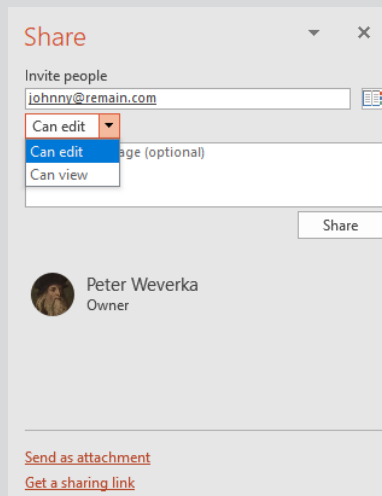 Share
Invite people
johnny@remain.com
Can edit
Can edit
age (optional)
Can view
Share
Peter Weverka
Owner
Send as attachment
Get a sharing link